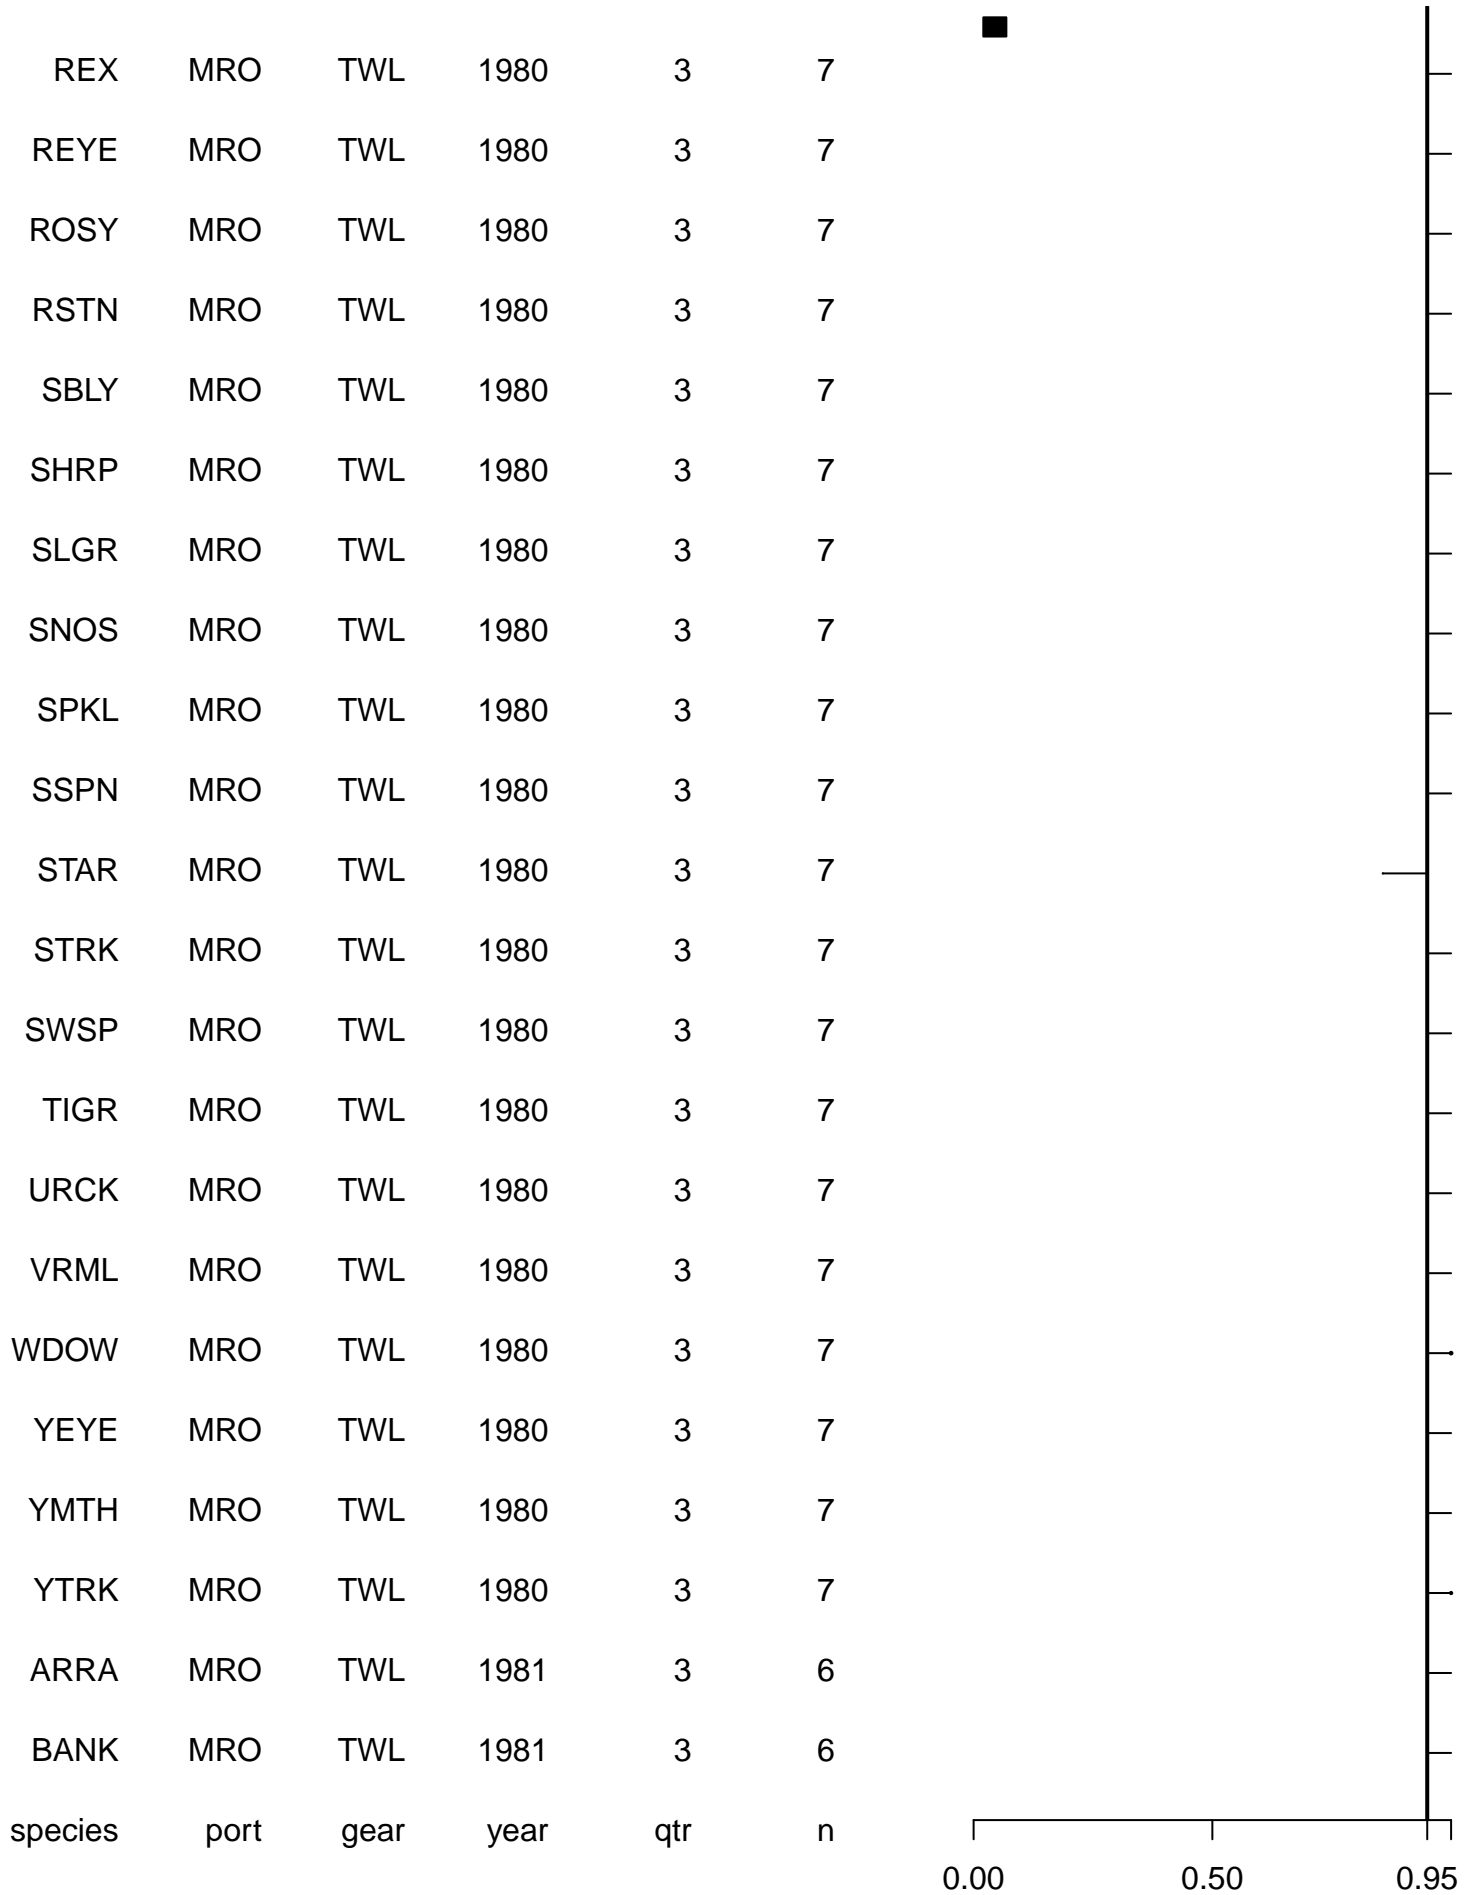 REX MRO TWL 1980 3 7
REYE MRO TWL 1980 3 7
ROSY MRO TWL 1980 3 7
RSTN MRO TWL 1980 3 7
SBLY MRO TWL 1980 3 7
SHRP MRO TWL 1980 3 7
SLGR MRO TWL 1980 3 7
SNOS MRO TWL 1980 3 7
SPKL MRO TWL 1980 3 7
SSPN MRO TWL 1980 3 7
STAR MRO TWL 1980 3 7
STRK MRO TWL 1980 3 7
SWSP MRO TWL 1980 3 7
TIGR MRO TWL 1980 3 7
URCK MRO TWL 1980 3 7
VRML MRO TWL 1980 3 7
WDOW MRO TWL 1980 3 7
YEYE MRO TWL 1980 3 7
YMTH MRO TWL 1980 3 7
YTRK MRO TWL 1980 3 7
ARRA MRO TWL 1981 3 6
BANK MRO TWL 1981 3 6
species port gear year qtr n
0.00 0.50 0.95